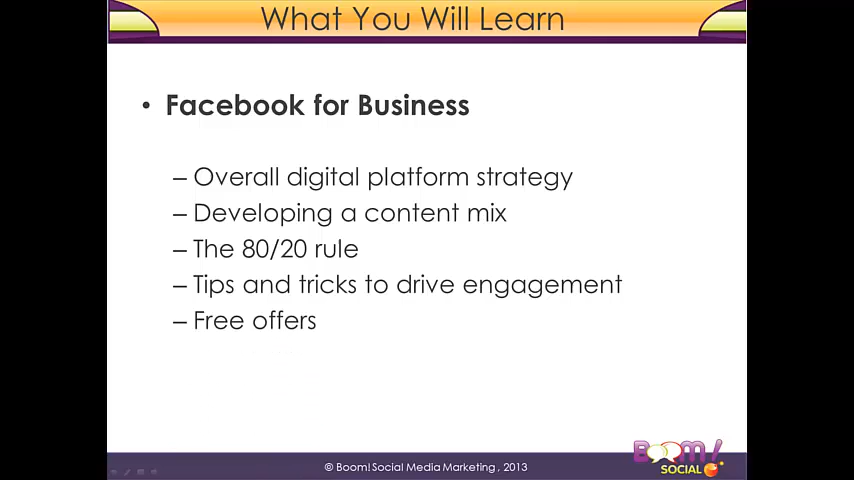 What You Will Learn
• Facebook for Business
– Overall digital platform strategy
– Developing a content mix
– The 80/20 rule
– Tips and tricks to drive engagement
– Free offers
© Boom! Social Media Marketing, 2013
BOOM!
SOCIAL